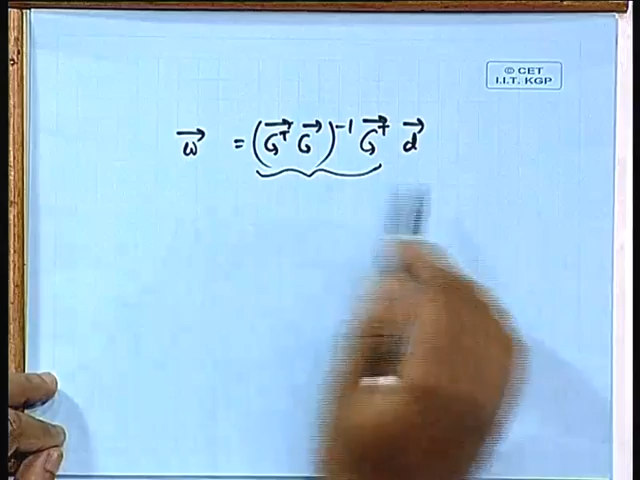 © CET
I.I.T. KGP
w⃗ = (G⃗ᵀ G⃗)⁻¹ G⃗ᵀ d⃗